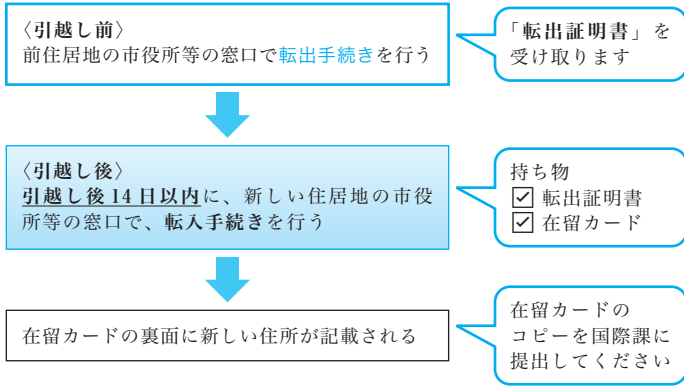 〈引越し前〉
前住居地の市役所等の窓口で転出手続きを行う
「転出証明書」を
受け取ります
〈引越し後〉
引越し後 14 日以内に、新しい住居地の市役
所等の窓口で、転入手続きを行う
持ち物
☑ 転出証明書
☑ 在留カード
在留カードの裏面に新しい住所が記載される
在留カードの
コピーを国際課に
提出してください